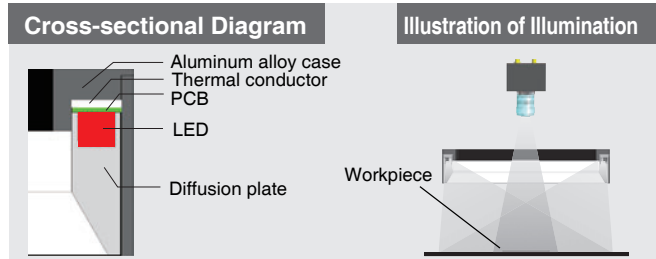 Cross-sectional Diagram
Aluminum alloy case
Thermal conductor
PCB
LED
Diffusion plate
Illustration of Illumination
Workpiece